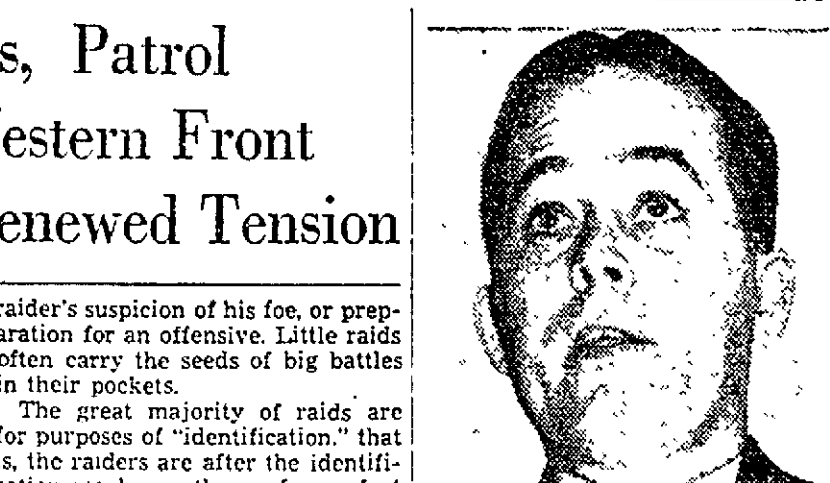 s, Patrol
estern Front
enewed Tension
raider's suspicion of his foe, or prep-
aration for an offensive. Little raids
often carry the seeds of big battles
in their pockets.
The great majority of raids are
for purposes of "identification." that
s, the raiders are after the identifi-